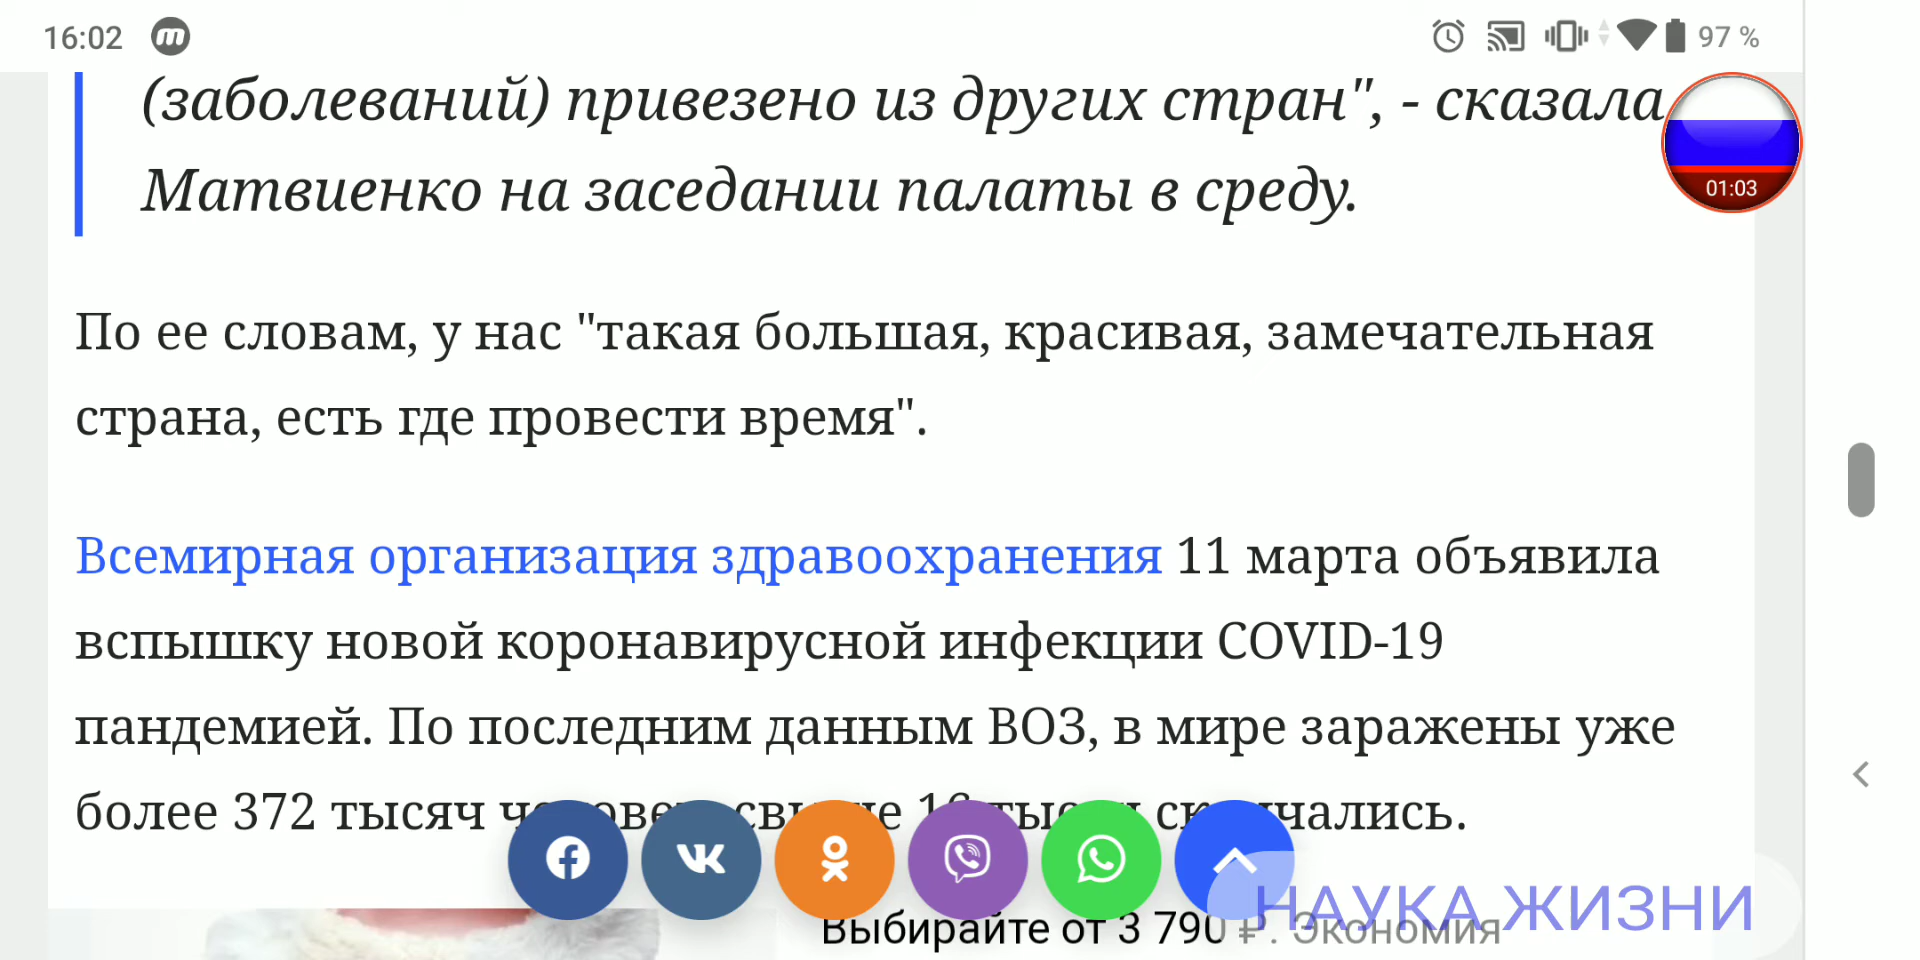 16:02
97 %
(заболеваний) привезено из других стран", - сказала
01:03
Матвиенко на заседании палаты в среду.
По ее словам, у нас "такая большая, красивая, замечательная
страна, есть где провести время".
Всемирная организация здравоохранения 11 марта объявила
вспышку новой коронавирусной инфекции COVID-19
пандемией. По последним данным ВОЗ, в мире заражены уже
более 372 тысяч
Выбирайте от 3 790 ₽. Экономия
НАУКА ЖИЗНИ